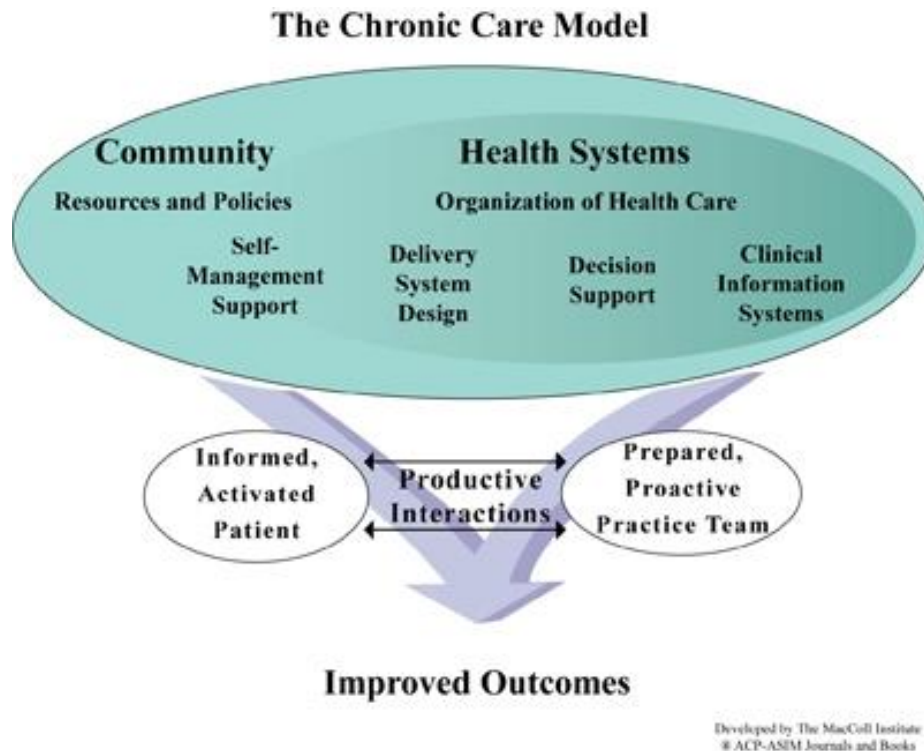 The Chronic Care Model
Community
Resources and Policies
Health Systems
Organization of Health Care
Self-
Management
Support
Delivery
System
Design
Decision
Support
Clinical
Information
Systems
Informed,
Activated
Patient
Productive
Interactions
Prepared,
Proactive
Practice Team
Improved Outcomes
Developed by The MacColl Institute
® ACP-ASIM Journals and Books